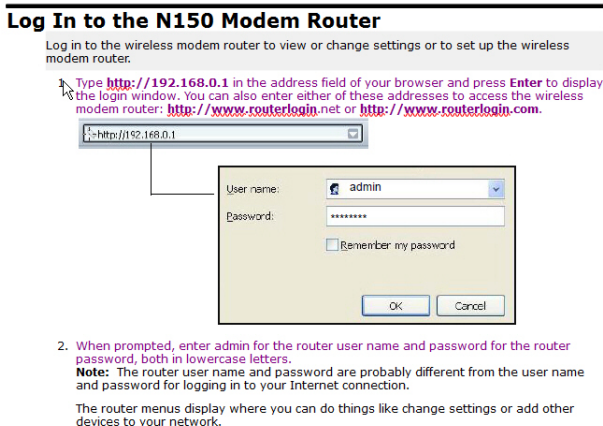 Log In to the N150 Modem Router
Log in to the wireless modem router to view or change settings or to set up the wireless
modem router.
1. Type http://192.168.0.1 in the address field of your browser and press Enter to display
the login window. You can also enter either of these addresses to access the wireless
modem router: http://www.routerlogin.net or http://www.routerlogin.com.
http://192.168.0.1
User name: admin
Password: ********
Remember my password
OK Cancel
2. When prompted, enter admin for the router user name and password for the router
password, both in lowercase letters.
Note: The router user name and password are probably different from the user name
and password for logging in to your Internet connection.
The router menus display where you can do things like change settings or add other
devices to your network.